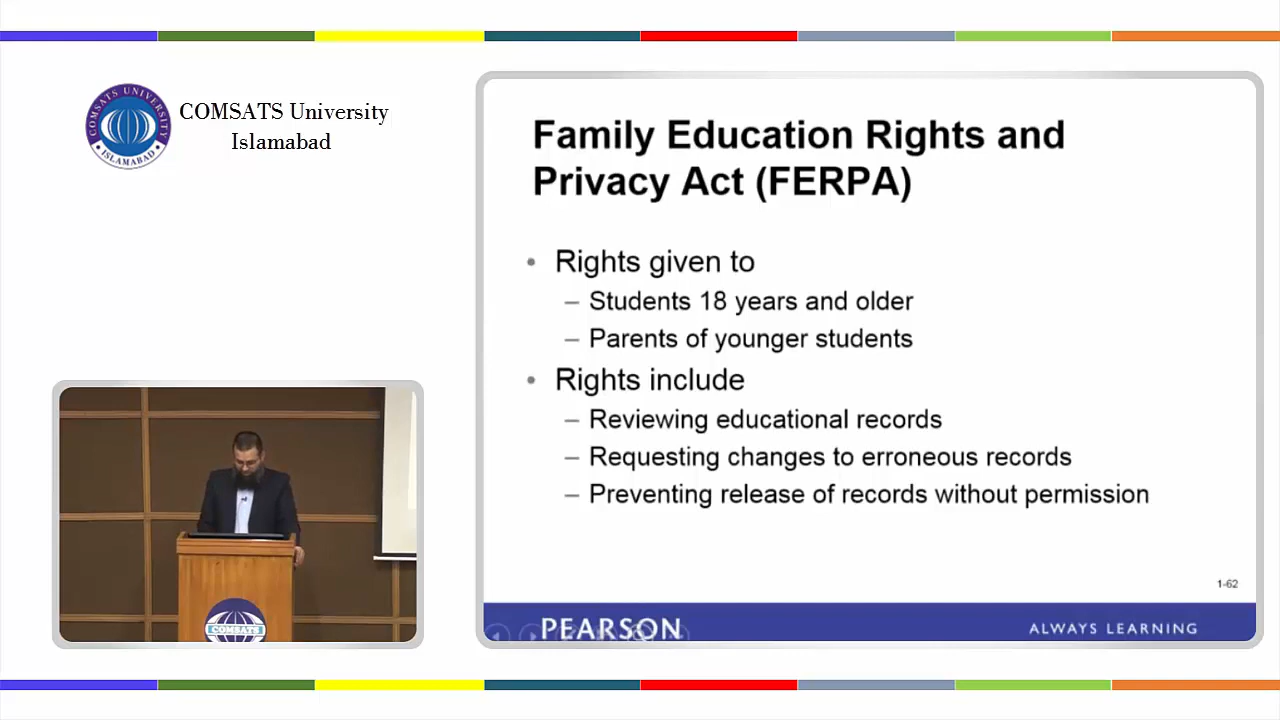 COMSATS UNIVERSITY
ISLAMABAD
COMSATS University
Islamabad
Family Education Rights and
Privacy Act (FERPA)
• Rights given to
– Students 18 years and older
– Parents of younger students
• Rights include
– Reviewing educational records
– Requesting changes to erroneous records
– Preventing release of records without permission
1-62
PEARSON
ALWAYS LEARNING
COMSATS